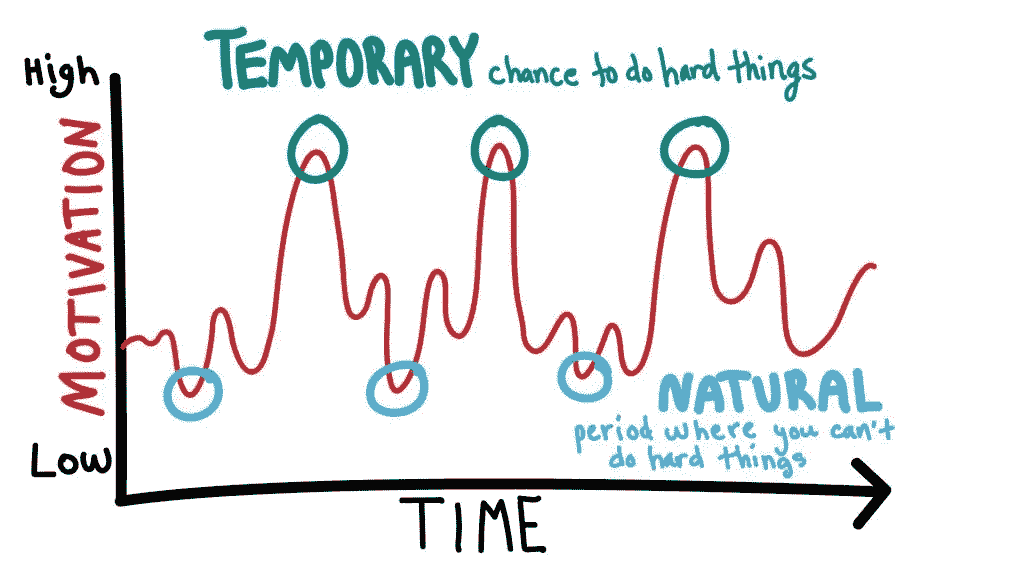 TEMPORARY chance to do hard things
High
MOTIVATION
Low
NATURAL
period where you can't
do hard things
TIME